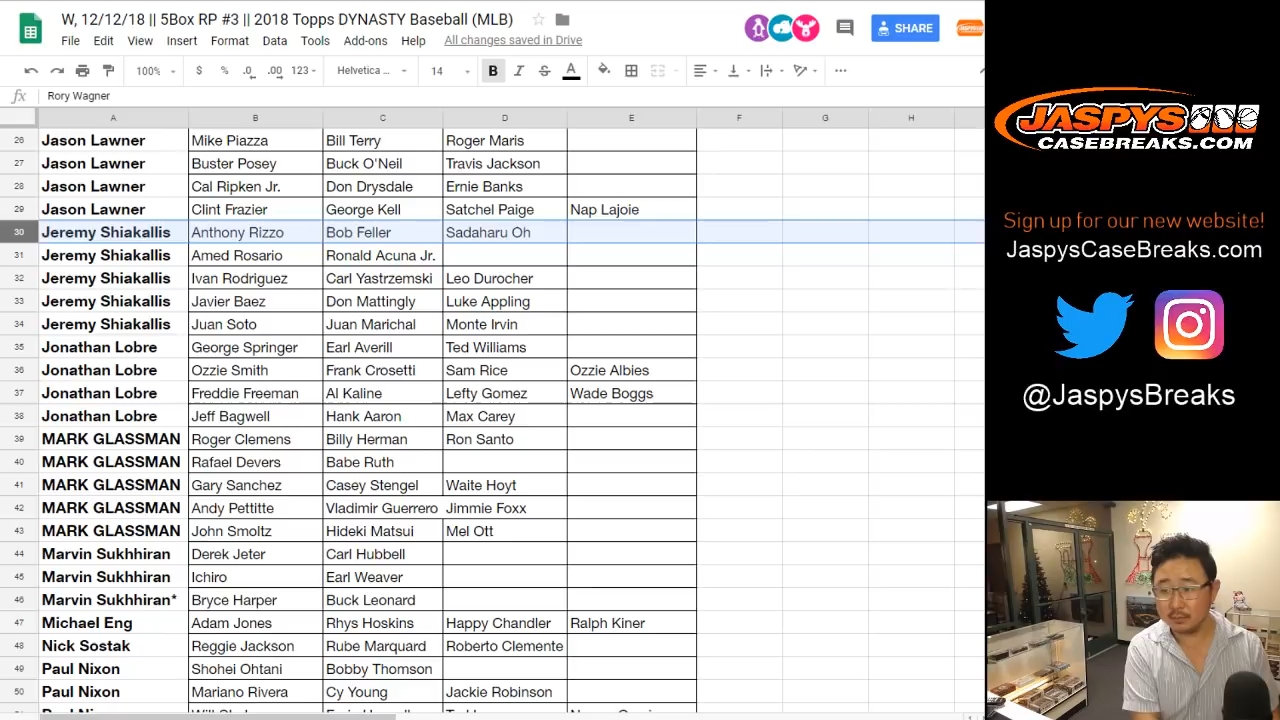 W, 12/12/18 || 5Box RP #3 || 2018 Topps DYNASTY Baseball (MLB)
File Edit View Insert Format Data Tools Add-ons Help All changes saved in Drive
SHARE
100% $ % .0 .00 123 Helvetica ... 14 B I S A
fx Rory Wagner
A B C D E F G H
26 Jason Lawner Mike Piazza Bill Terry Roger Maris
27 Jason Lawner Buster Posey Buck O'Neil Travis Jackson
28 Jason Lawner Cal Ripken Jr. Don Drysdale Ernie Banks
29 Jason Lawner Clint Frazier George Kell Satchel Paige Nap Lajoie
30 Jeremy Shiakallis Anthony Rizzo Bob Feller Sadaharu Oh
31 Jeremy Shiakallis Amed Rosario Ronald Acuna Jr.
32 Jeremy Shiakallis Ivan Rodriguez Carl Yastrzemski Leo Durocher
33 Jeremy Shiakallis Javier Baez Don Mattingly Luke Appling
34 Jeremy Shiakallis Juan Soto Juan Marichal Monte Irvin
35 Jonathan Lobre George Springer Earl Averill Ted Williams
36 Jonathan Lobre Ozzie Smith Frank Crosetti Sam Rice Ozzie Albies
37 Jonathan Lobre Freddie Freeman Al Kaline Lefty Gomez Wade Boggs
38 Jonathan Lobre Jeff Bagwell Hank Aaron Max Carey
39 MARK GLASSMAN Roger Clemens Billy Herman Ron Santo
40 MARK GLASSMAN Rafael Devers Babe Ruth
41 MARK GLASSMAN Gary Sanchez Casey Stengel Waite Hoyt
42 MARK GLASSMAN Andy Pettitte Vladimir Guerrero Jimmie Foxx
43 MARK GLASSMAN John Smoltz Hideki Matsui Mel Ott
44 Marvin Sukhhiran Derek Jeter Carl Hubbell
45 Marvin Sukhhiran Ichiro Earl Weaver
46 Marvin Sukhhiran* Bryce Harper Buck Leonard
47 Michael Eng Adam Jones Rhys Hoskins Happy Chandler Ralph Kiner
48 Nick Sostak Reggie Jackson Rube Marquard Roberto Clemente
49 Paul Nixon Shohei Ohtani Bobby Thomson
50 Paul Nixon Mariano Rivera Cy Young Jackie Robinson
JASPYS
CASEBREAKS.COM
Sign up for our new website!
JaspysCaseBreaks.com
@JaspysBreaks